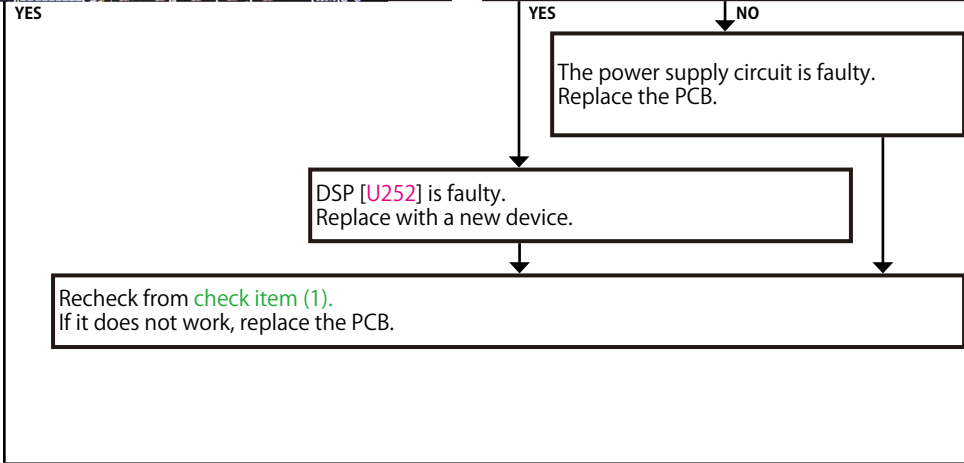 YES
YES
NO
The power supply circuit is faulty.
Replace the PCB.
DSP [U252] is faulty.
Replace with a new device.
Recheck from check item (1).
If it does not work, replace the PCB.